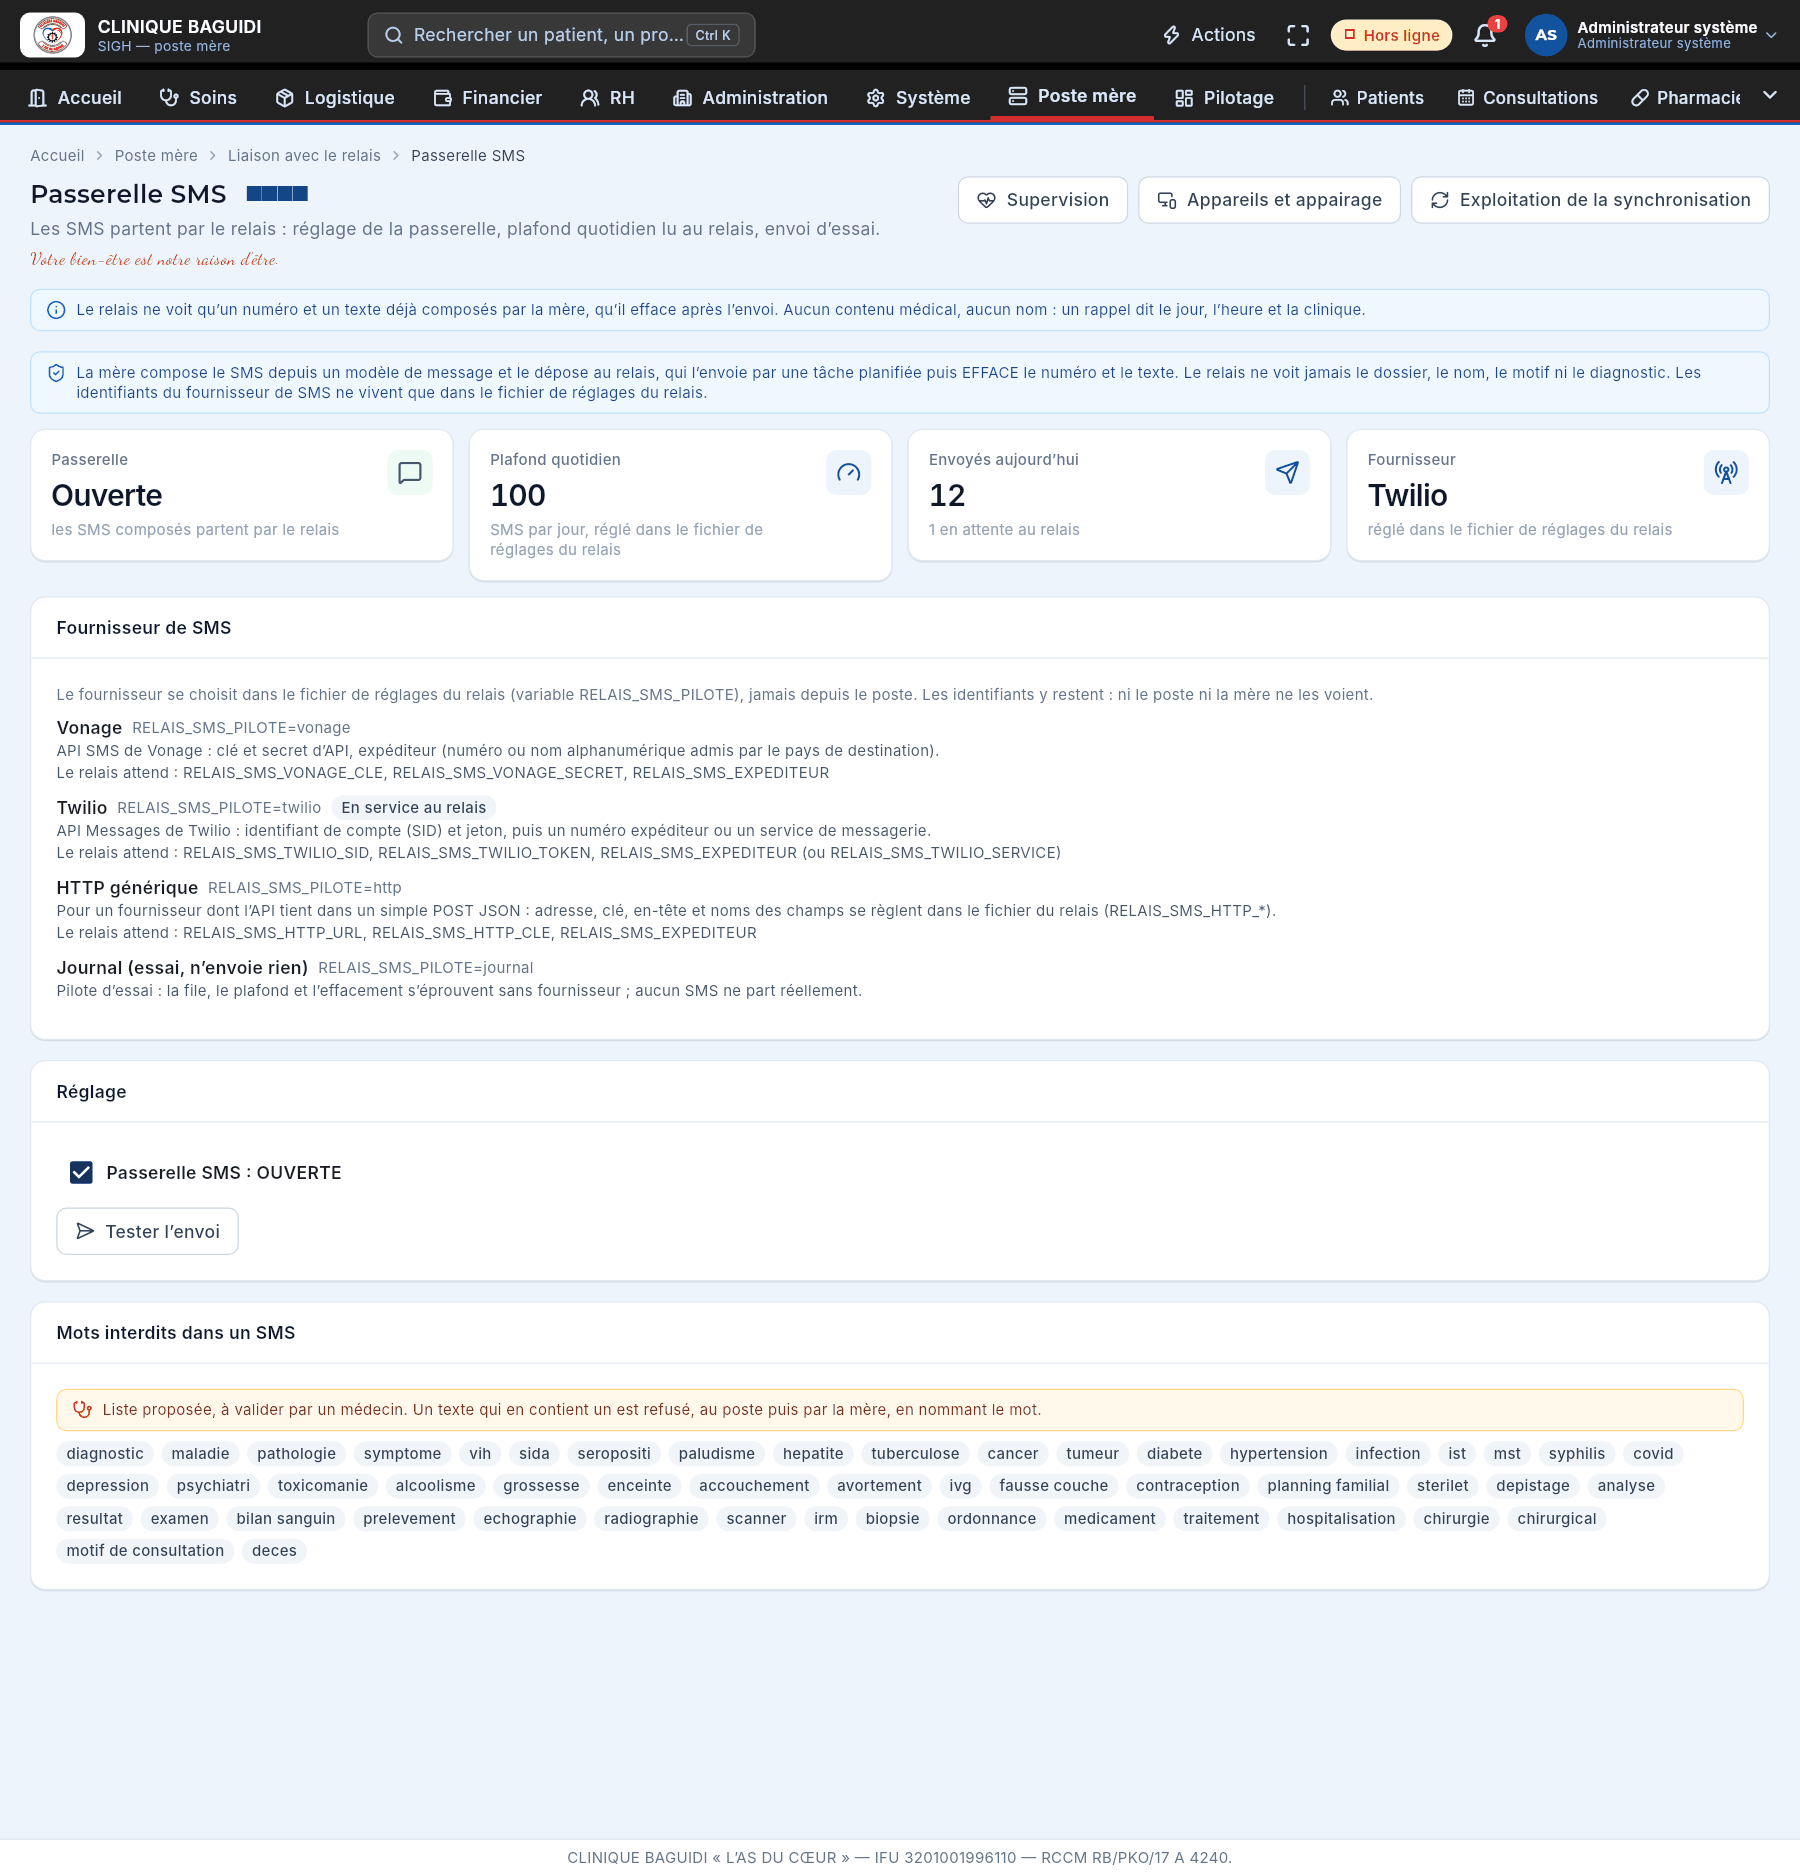 CLINIQUE BAGUIDI
SIGH — poste mère
Rechercher un patient, un pro... Ctrl K
Actions
Hors ligne
1
AS
Administrateur système
Administrateur système
Accueil Soins Logistique Financier RH Administration Système Poste mère Pilotage Patients Consultations Pharmacie
Accueil > Poste mère > Liaison avec le relais > Passerelle SMS
Passerelle SMS
Supervision
Appareils et appairage
Exploitation de la synchronisation
Les SMS partent par le relais : réglage de la passerelle, plafond quotidien lu au relais, envoi d’essai.
Votre bien-être est notre raison d'être.
Le relais ne voit qu’un numéro et un texte déjà composés par la mère, qu’il efface après l’envoi. Aucun contenu médical, aucun nom : un rappel dit le jour, l’heure et la clinique.
La mère compose le SMS depuis un modèle de message et le dépose au relais, qui l’envoie par une tâche planifiée puis EFFACE le numéro et le texte. Le relais ne voit jamais le dossier, le nom, le motif ni le diagnostic. Les
identifiants du fournisseur de SMS ne vivent que dans le fichier de réglages du relais.
Passerelle
Ouverte
les SMS composés partent par le relais
Plafond quotidien
100
SMS par jour, réglé dans le fichier de
réglages du relais
Envoyés aujourd’hui
12
1 en attente au relais
Fournisseur
Twilio
réglé dans le fichier de réglages du relais
Fournisseur de SMS
Le fournisseur se choisit dans le fichier de réglages du relais (variable RELAIS_SMS_PILOTE), jamais depuis le poste. Les identifiants y restent : ni le poste ni la mère ne les voient.
Vonage RELAIS_SMS_PILOTE=vonage
API SMS de Vonage : clé et secret d’API, expéditeur (numéro ou nom alphanumérique admis par le pays de destination).
Le relais attend : RELAIS_SMS_VONAGE_CLE, RELAIS_SMS_VONAGE_SECRET, RELAIS_SMS_EXPEDITEUR
Twilio RELAIS_SMS_PILOTE=twilio En service au relais
API Messages de Twilio : identifiant de compte (SID) et jeton, puis un numéro expéditeur ou un service de messagerie.
Le relais attend : RELAIS_SMS_TWILIO_SID, RELAIS_SMS_TWILIO_TOKEN, RELAIS_SMS_EXPEDITEUR (ou RELAIS_SMS_TWILIO_SERVICE)
HTTP générique RELAIS_SMS_PILOTE=http
Pour un fournisseur dont l’API tient dans un simple POST JSON : adresse, clé, en-tête et noms des champs se règlent dans le fichier du relais (RELAIS_SMS_HTTP_*).
Le relais attend : RELAIS_SMS_HTTP_URL, RELAIS_SMS_HTTP_CLE, RELAIS_SMS_EXPEDITEUR
Journal (essai, n’envoie rien) RELAIS_SMS_PILOTE=journal
Pilote d’essai : la file, le plafond et l’effacement s’éprouvent sans fournisseur ; aucun SMS ne part réellement.
Réglage
Passerelle SMS : OUVERTE
Tester l’envoi
Mots interdits dans un SMS
Liste proposée, à valider par un médecin. Un texte qui en contient un est refusé, au poste puis par la mère, en nommant le mot.
diagnostic maladie pathologie symptome vih sida seropositi paludisme hepatite tuberculose cancer tumeur diabete hypertension infection ist mst syphilis covid
depression psychiatri toxicomanie alcoolisme grossesse enceinte accouchement avortement ivg fausse couche contraception planning familial sterilet depistage analyse
resultat examen bilan sanguin prelevement echographie radiographie scanner irm biopsie ordonnance medicament traitement hospitalisation chirurgie chirurgical
motif de consultation deces
CLINIQUE BAGUIDI « L’AS DU CŒUR » — IFU 3201001996110 — RCCM RB/PKO/17 A 4240.